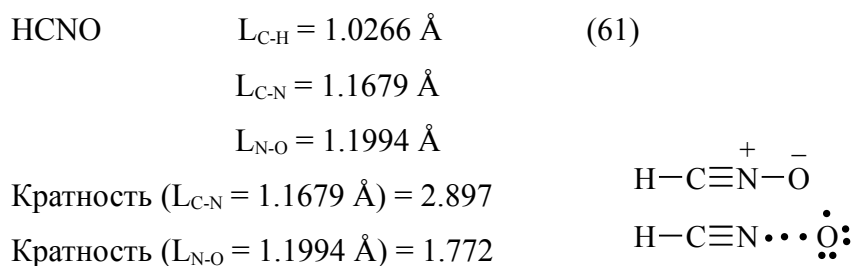 HCNO L_C-H = 1.0266 Å (61)
L_C-N = 1.1679 Å
L_N-O = 1.1994 Å
Кратность (L_C-N = 1.1679 Å) = 2.897
Кратность (L_N-O = 1.1994 Å) = 1.772
+ −
H−C≡N−O
H−C≡N•••O